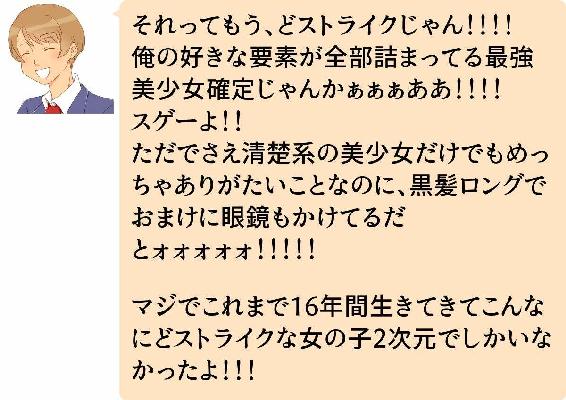 それってもう、どストライクじゃん!!!!
俺の好きな要素が全部詰まってる最強
美少女確定じゃんかぁぁぁああ!!!!
スゲーよ!!
ただでさえ清楚系の美少女だけでもめっ
ちゃありがたいことなのに、黒髪ロングで
おまけに眼鏡もかけてるだ
とォォォォォ!!!!!
マジでこれまで16年間生きてきてこんな
にどストライクな女の子2次元でしかいな
かったよ!!!